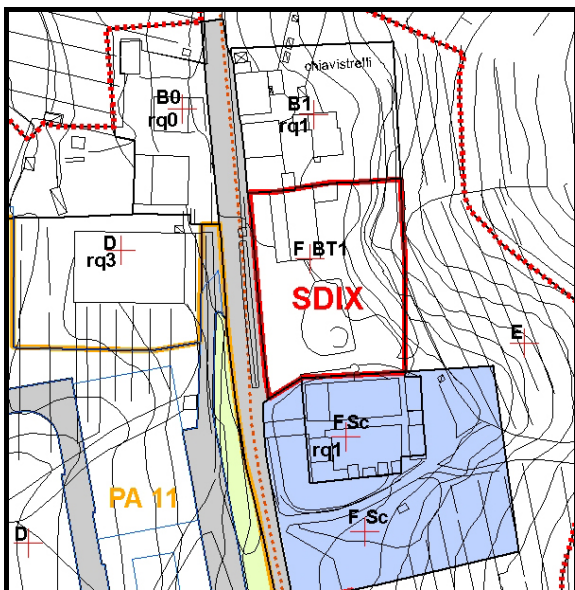 chiavistrelli
B0
rq0
B1
rq1
D
rq3
F BT1
SDIX
E
F Sc
rq1
PA 11
F Sc
D